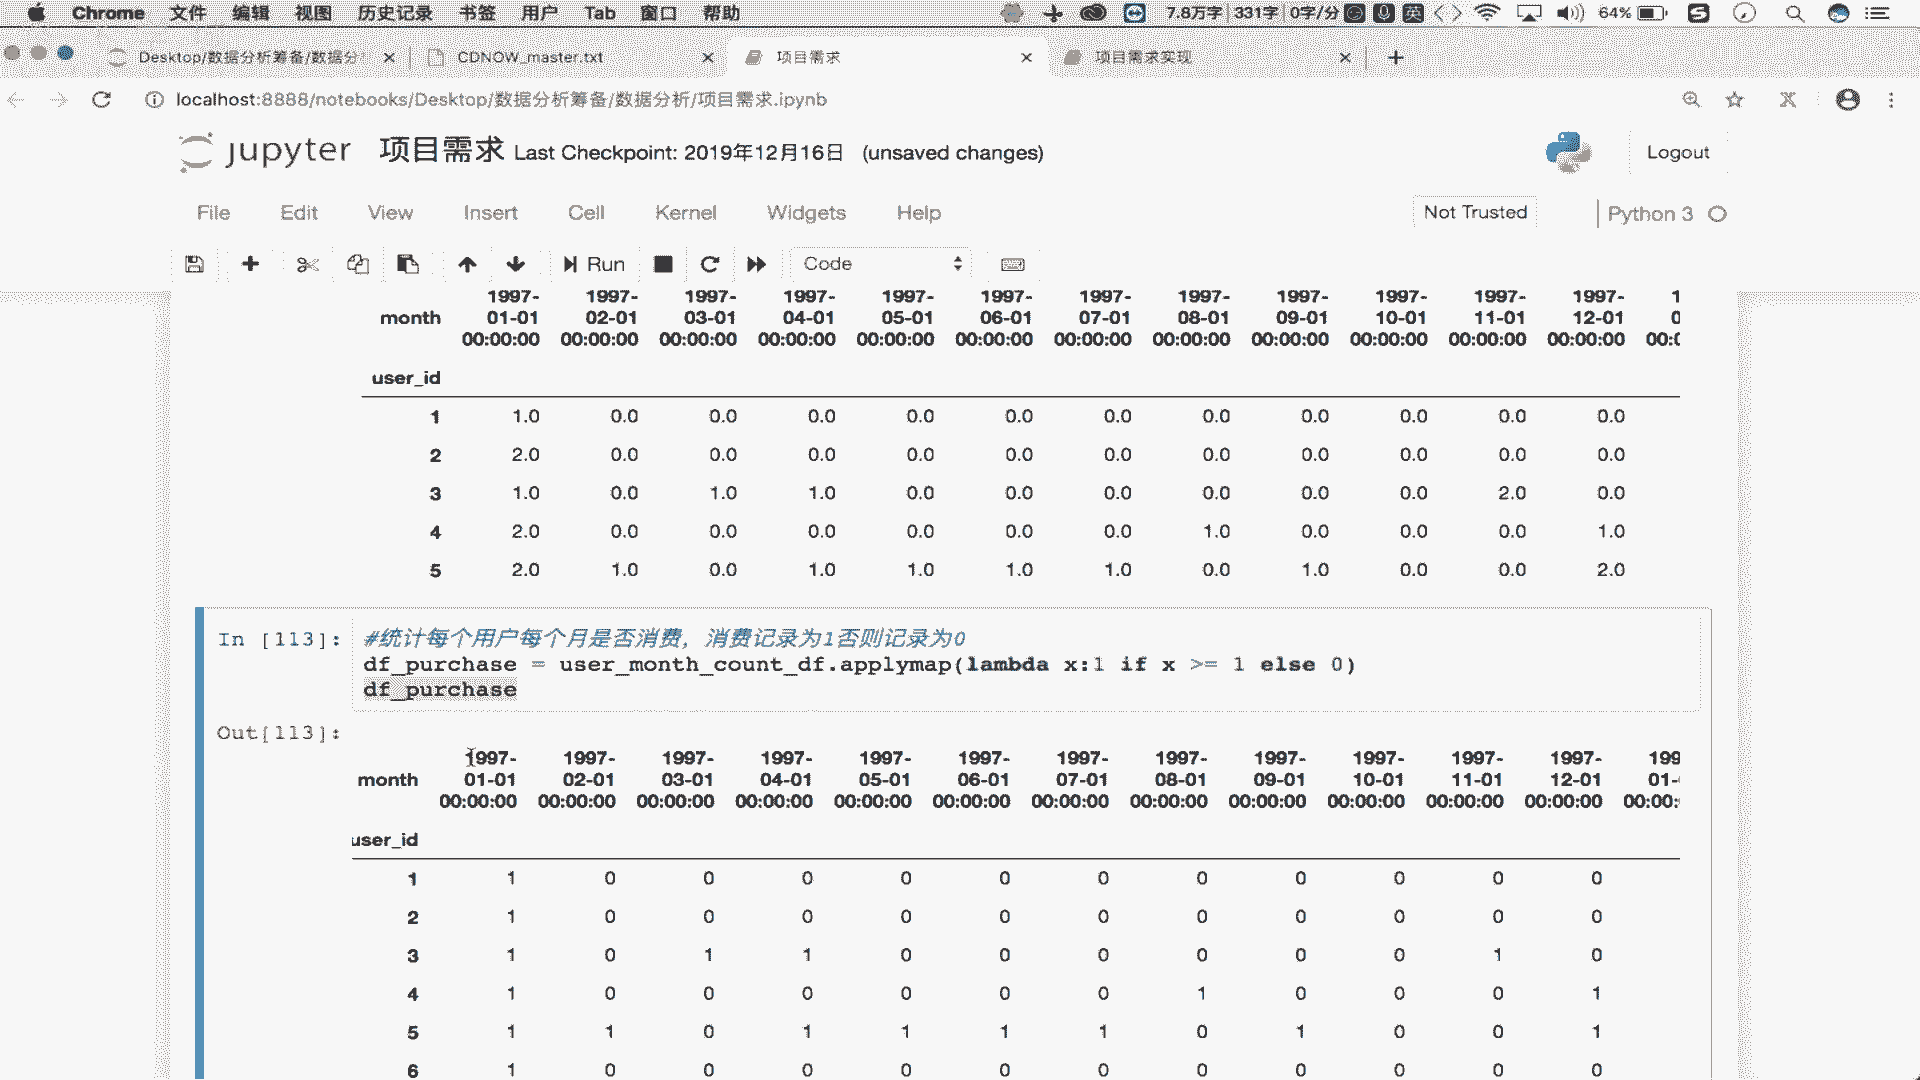 Chrome 文件 编辑 视图 历史记录 书签 用户 Tab 窗口 帮助 7.8万字 331字 0字/分 英 64%
Desktop/数据分析筹备/数据分 CDNOW_master.txt 项目需求 项目需求实现
localhost:8888/notebooks/Desktop/数据分析筹备/数据分析/项目需求.ipynb
jupyter 项目需求 Last Checkpoint: 2019年12月16日 (unsaved changes) Logout
File Edit View Insert Cell Kernel Widgets Help Not Trusted Python 3
Run Code
1997- 1997- 1997- 1997- 1997- 1997- 1997- 1997- 1997- 1997- 1997- 1997- 1
month 01-01 02-01 03-01 04-01 05-01 06-01 07-01 08-01 09-01 10-01 11-01 12-01 0
00:00:00 00:00:00 00:00:00 00:00:00 00:00:00 00:00:00 00:00:00 00:00:00 00:00:00 00:00:00 00:00:00 00:00:00 00:0
user_id
1 1.0 0.0 0.0 0.0 0.0 0.0 0.0 0.0 0.0 0.0 0.0 0.0
2 2.0 0.0 0.0 0.0 0.0 0.0 0.0 0.0 0.0 0.0 0.0 0.0
3 1.0 0.0 1.0 1.0 0.0 0.0 0.0 0.0 0.0 0.0 2.0 0.0
4 2.0 0.0 0.0 0.0 0.0 0.0 0.0 1.0 0.0 0.0 0.0 1.0
5 2.0 1.0 0.0 1.0 1.0 1.0 1.0 0.0 1.0 0.0 0.0 2.0
In [113]: #统计每个用户每个月是否消费，消费记录为1否则记录为0
df_purchase = user_month_count_df.applymap(lambda x:1 if x >= 1 else 0)
df_purchase
Out[113]:
1997- 1997- 1997- 1997- 1997- 1997- 1997- 1997- 1997- 1997- 1997- 1997- 199
month 01-01 02-01 03-01 04-01 05-01 06-01 07-01 08-01 09-01 10-01 11-01 12-01 01-
00:00:00 00:00:00 00:00:00 00:00:00 00:00:00 00:00:00 00:00:00 00:00:00 00:00:00 00:00:00 00:00:00 00:00:00 00:00:
user_id
1 1 0 0 0 0 0 0 0 0 0 0 0
2 1 0 0 0 0 0 0 0 0 0 0 0
3 1 0 1 1 0 0 0 0 0 0 1 0
4 1 0 0 0 0 0 0 1 0 0 0 1
5 1 1 0 1 1 1 1 0 1 0 0 1
6 1 0 0 0 0 0 0 0 0 0 0 0